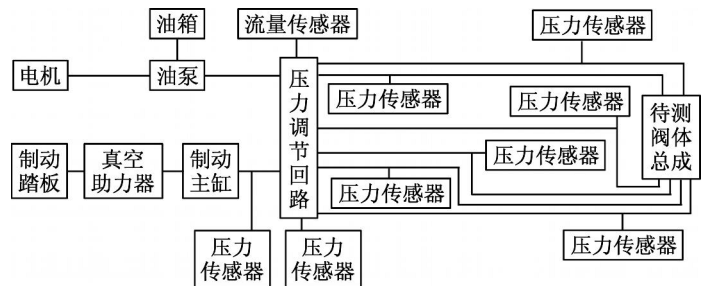 油箱
流量传感器
压力传感器
电机
油泵
压力调节回路
压力传感器
压力传感器
待测
阀体
总成
制动
踏板
真空
助力器
制动
主缸
压力传感器
压力传感器
压力
传感器
压力
传感器
压力传感器